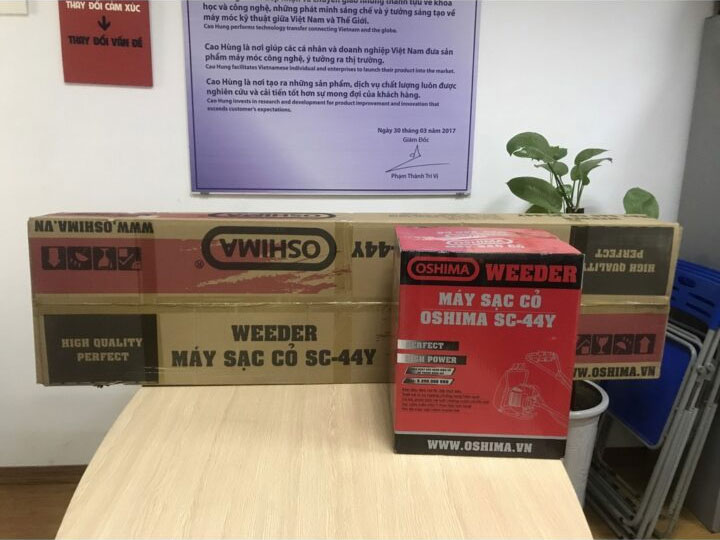 THAY ĐỔI CẢM XÚC
THAY ĐỔI VẤN ĐỀ
học và công nghệ, những phát minh sáng chế và ý tưởng sáng tạo về
máy móc kỹ thuật giữa Việt Nam và Thế Giới.
Cao Hung performs technology transfer connecting Vietnam and the globe.
Cao Hùng là nơi giúp các cá nhân và doanh nghiệp Việt Nam đưa sản
phẩm máy móc công nghệ, ý tưởng ra thị trường.
Cao Hung facilitates Vietnamese individual and enterprises to launch their product into the market.
Cao Hùng là nơi tạo ra những sản phẩm, dịch vụ chất lượng luôn được
nghiên cứu và cải tiến tốt hơn sự mong đợi của khách hàng.
Cao Hung invests in research and development for product improvement and innovation that
exceeds customer's expectations.
Ngày 30 tháng 03 năm 2017
Giám Đốc
Phạm Thành Trí Vị
WWW.OSHIMA.VN
OSHIMA®
-44Y
HIGH QUALITY
PERFECT
HIGH QUALITY
PERFECT
WEEDER
MÁY SẠC CỎ SC-44Y
OSHIMA.VN
OSHIMA WEEDER
MÁY SẠC CỎ
OSHIMA SC-44Y
PERFECT
HIGH POWER
WWW.OSHIMA.VN